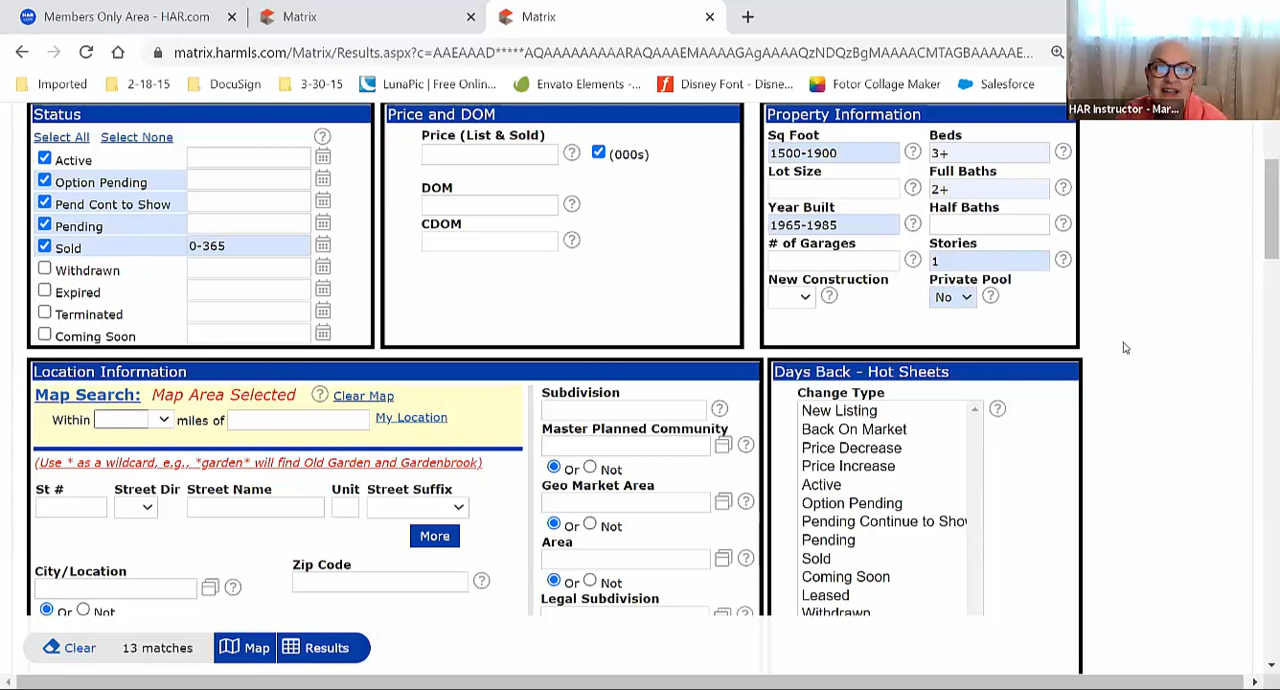 Members Only Area - HAR.com
Matrix
Matrix
matrix.harmls.com/Matrix/Results.aspx?c=AAEAAAD*****AQAAAAAAAAARAQAAAEMAAAAGAgAAAAQzNDQzBgMAAAACMTAGBAAAAAE...
Imported
2-18-15
DocuSign
3-30-15
LunaPic | Free Onlin...
Envato Elements -...
Disney Font - Disne...
Fotor Collage Maker
Salesforce
HAR Instructor - Mar...
Status
Select All Select None
Active
Option Pending
Pend Cont to Show
Pending
Sold 0-365
Withdrawn
Expired
Terminated
Coming Soon
Price and DOM
Price (List & Sold)
(000s)
DOM
CDOM
Property Information
Sq Foot Beds
1500-1900 3+
Lot Size Full Baths
2+
Year Built Half Baths
1965-1985
# of Garages Stories
1
New Construction Private Pool
No
Location Information
Map Search: Map Area Selected Clear Map
Within miles of My Location
(Use * as a wildcard, e.g., *garden* will find Old Garden and Gardenbrook)
St # Street Dir Street Name Unit Street Suffix
More
City/Location Zip Code
Or Not
Subdivision
Master Planned Community
Or Not
Geo Market Area
Or Not
Area
Or Not
Legal Subdivision
Days Back - Hot Sheets
Change Type
New Listing
Back On Market
Price Decrease
Price Increase
Active
Option Pending
Pending Continue to Sho
Pending
Sold
Coming Soon
Leased
Withdrawn
Clear 13 matches Map Results